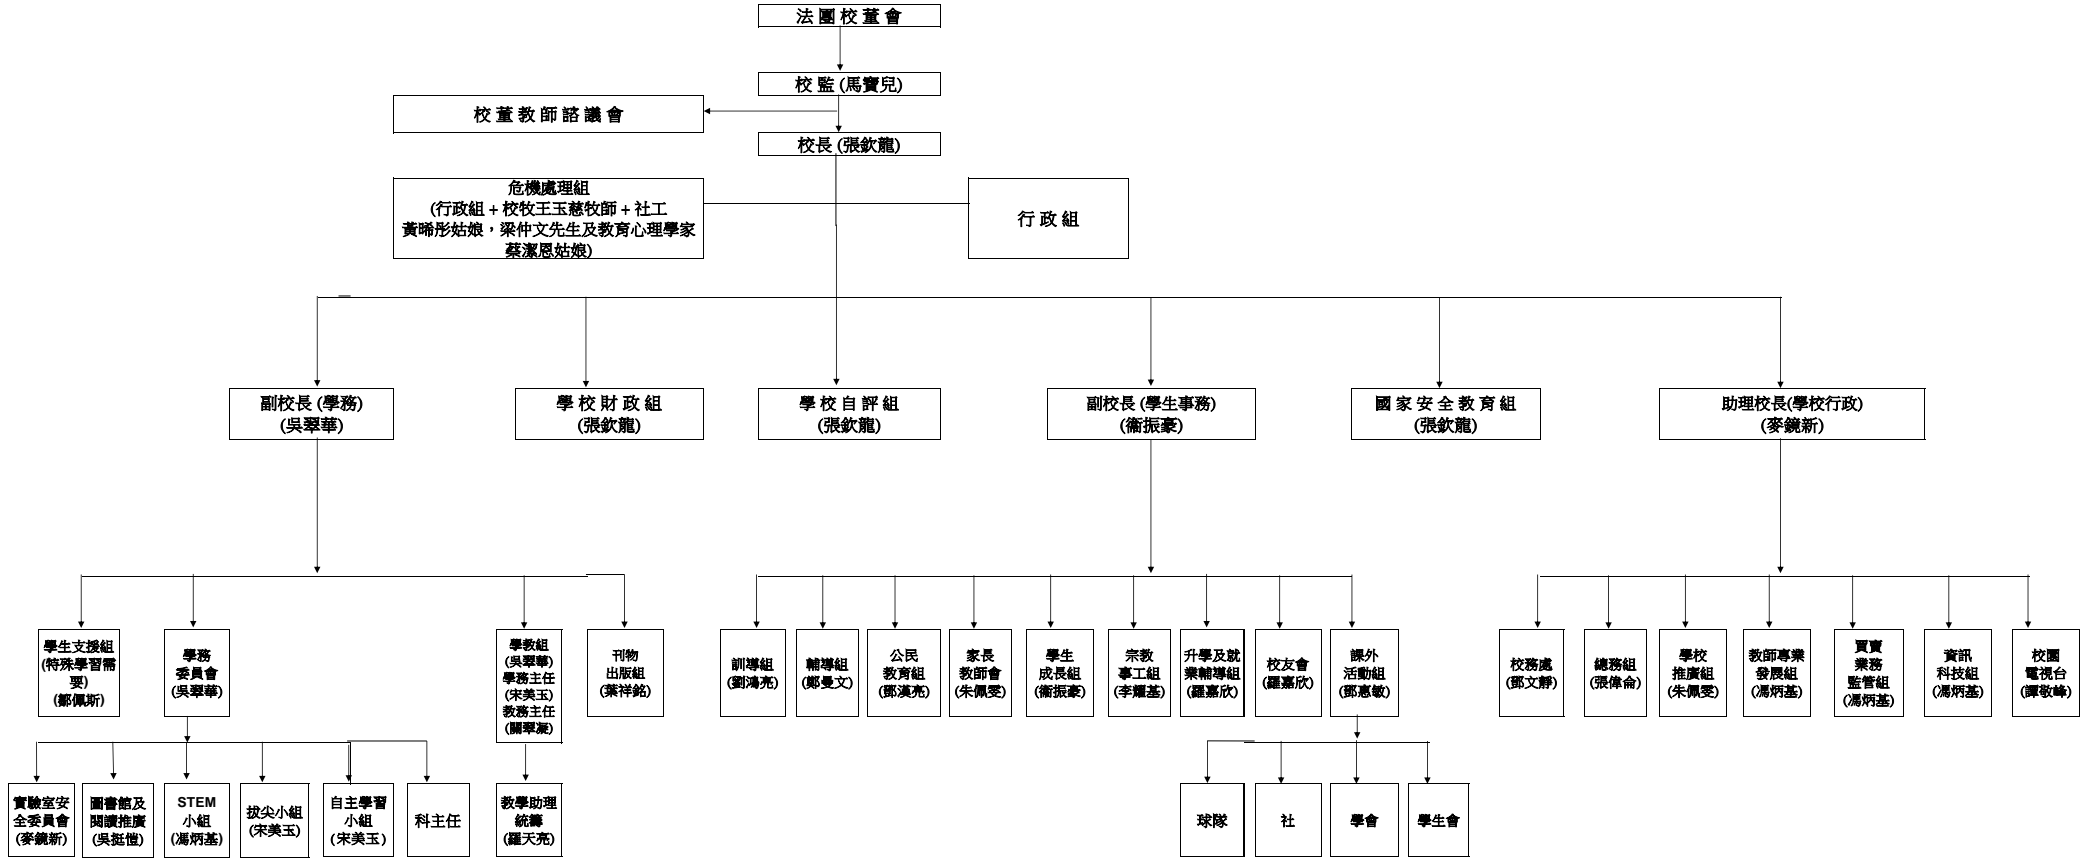 法 團 校 董 會
校 監 (馬寶兒)
校 董 教 師 諮 議 會
校長 (張欽龍)
危機處理組
(行政組 + 校牧王玉慈牧師 + 社工
黃晞彤姑娘，梁仲文先生及教育心理學家
蔡潔恩姑娘)
行 政 組
副校長 (學務)
(吳翠華)
學 校 財 政 組
(張欽龍)
學 校 自 評 組
(張欽龍)
副校長 (學生事務)
(衞振豪)
國 家 安 全 教 育 組
(張欽龍)
助理校長(學校行政)
(麥鏡新)
學生支援組
(特殊學習需
要)
(鄒佩斯)
學務
委員會
(吳翠華)
學教組
(吳翠華)
學務主任
(宋美玉)
教務主任
(關翠凝)
刊物
出版組
(葉祥銘)
訓導組
(劉鴻亮)
輔導組
(鄭曼文)
公民
教育組
(鄧漢亮)
家長
教師會
(朱佩雯)
學生
成長組
(衞振豪)
宗教
事工組
(李耀基)
升學及就
業輔導組
(羅嘉欣)
校友會
(羅嘉欣)
課外
活動組
(鄧惠敏)
校務處
(鄧文靜)
總務組
(張偉倫)
學校
推廣組
(朱佩雯)
教師專業
發展組
(馮炳基)
賈賣
業務
監管組
(馮炳基)
資訊
科技組
(馮炳基)
校園
電視台
(譚敬峰)
實驗室安
全委員會
(麥鏡新)
圖書館及
閱讀推廣
(吳挺愷)
STEM
小組
(馮炳基)
拔尖小組
(宋美玉)
自主學習
小組
(宋美玉)
科主任
教學助理
統籌
(羅天亮)
球隊
社
學會
學生會